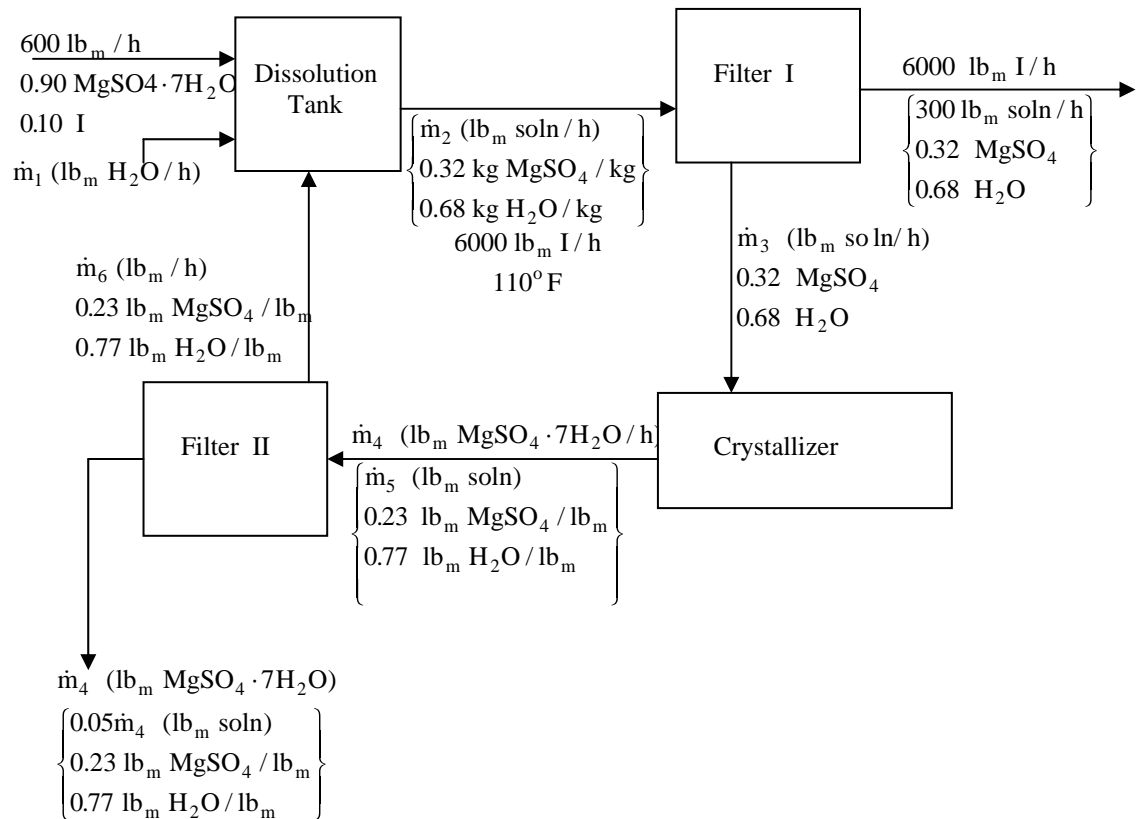 600 lbₘ / h
0.90 MgSO4 · 7H₂O
0.10 I
ṁ₁ (lbₘ H₂O / h)
Dissolution
Tank
ṁ₂ (lbₘ soln / h)
0.32 kg MgSO₄ / kg
0.68 kg H₂O / kg
6000 lbₘ I / h
110° F
Filter I
6000 lbₘ I / h
300 lbₘ soln / h
0.32 MgSO₄
0.68 H₂O
ṁ₃ (lbₘ soln / h)
0.32 MgSO₄
0.68 H₂O
ṁ₆ (lbₘ / h)
0.23 lbₘ MgSO₄ / lbₘ
0.77 lbₘ H₂O / lbₘ
Filter II
ṁ₄ (lbₘ MgSO₄ · 7H₂O / h)
ṁ₅ (lbₘ soln)
0.23 lbₘ MgSO₄ / lbₘ
0.77 lbₘ H₂O / lbₘ
Crystallizer
ṁ₄ (lbₘ MgSO₄ · 7H₂O)
0.05ṁ₄ (lbₘ soln)
0.23 lbₘ MgSO₄ / lbₘ
0.77 lbₘ H₂O / lbₘ